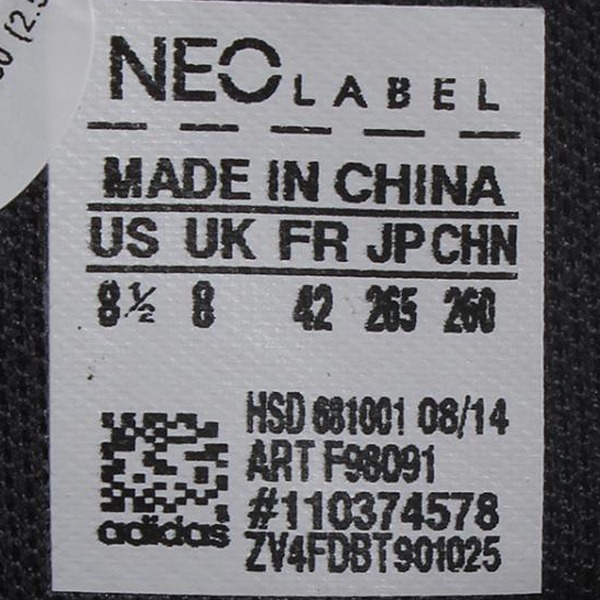 NEO LABEL
MADE IN CHINA
US UK FR JP CHN
8½ 8 42 265 260
HSD 681001 08/14
ART F98091
#110374578
adidas
ZV4FDBT901025